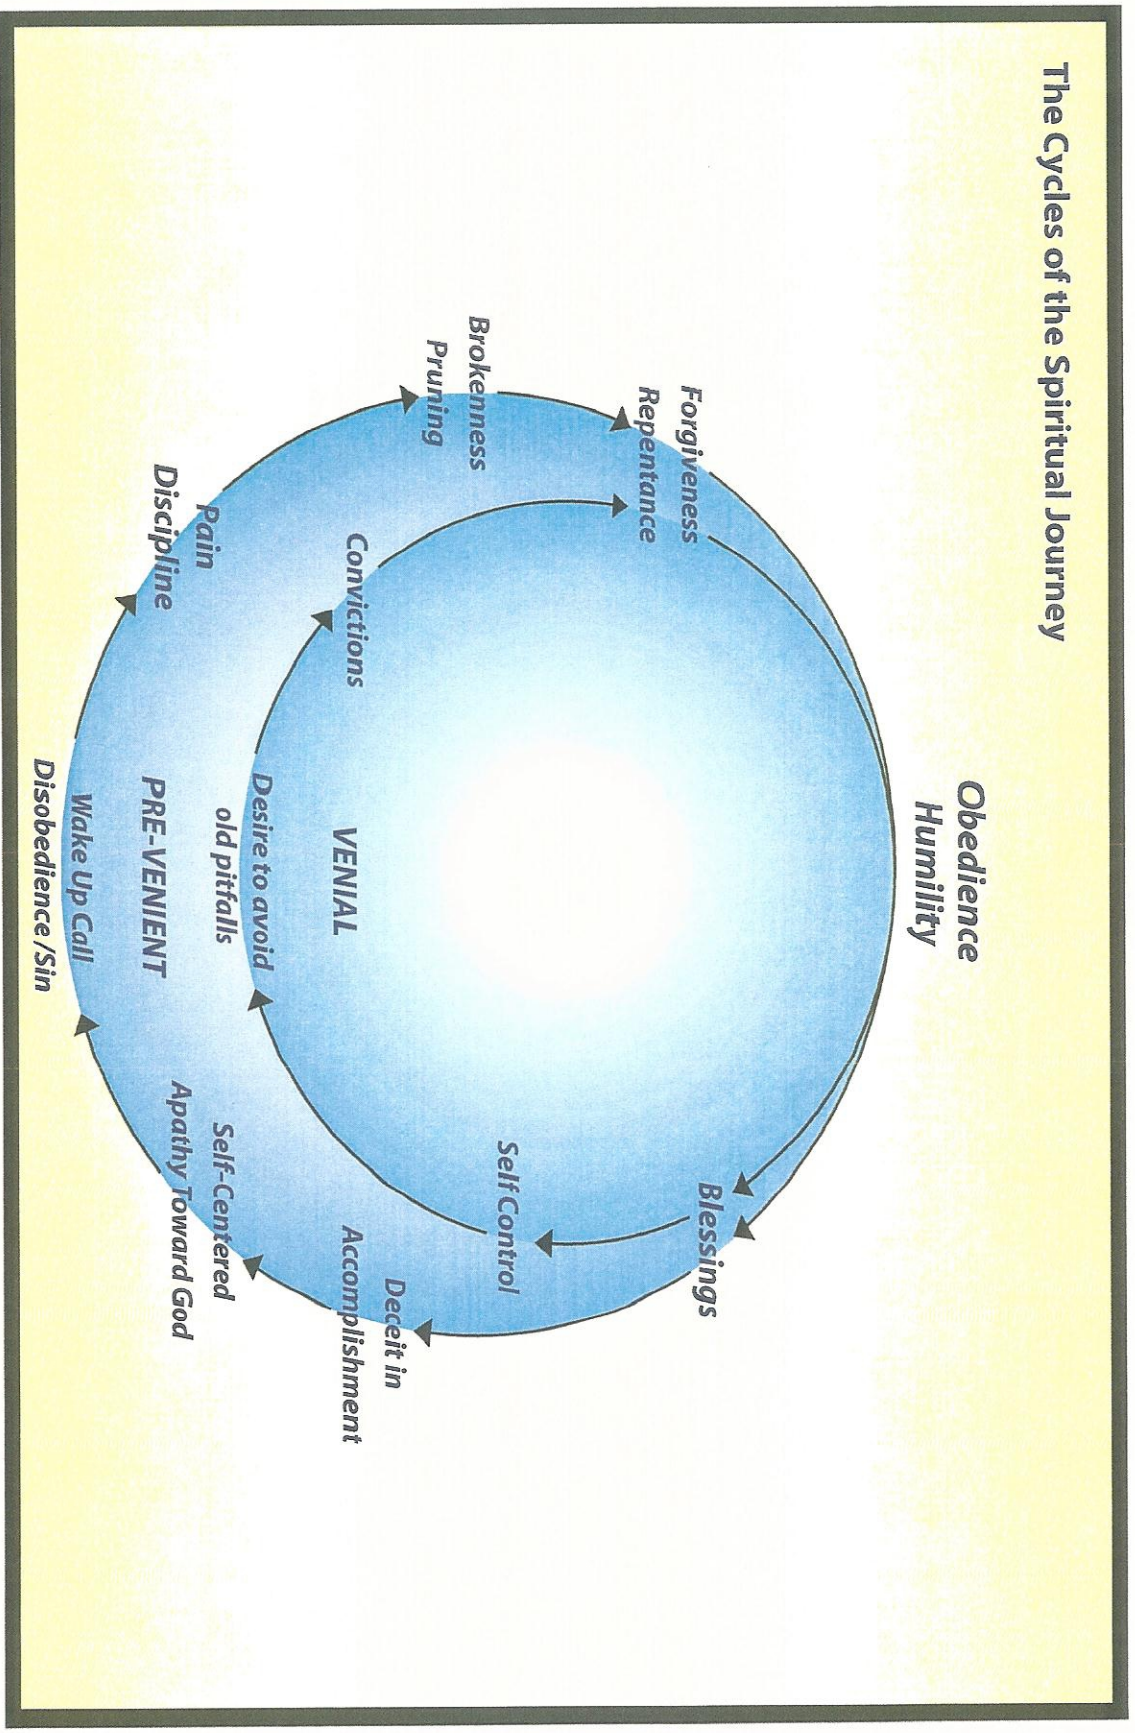 The Cycles of the Spiritual Journey
Obedience
Humility
Forgiveness
Repentance
Blessings
Brokenness
Pruning
Self Control
Convictions
Deceit in
Accomplishment
VENIAL
Desire to avoid
old pitfalls
Pain
Discipline
Self-Centered
Apathy Toward God
PRE-VENIENT
Wake Up Call
Disobedience /Sin